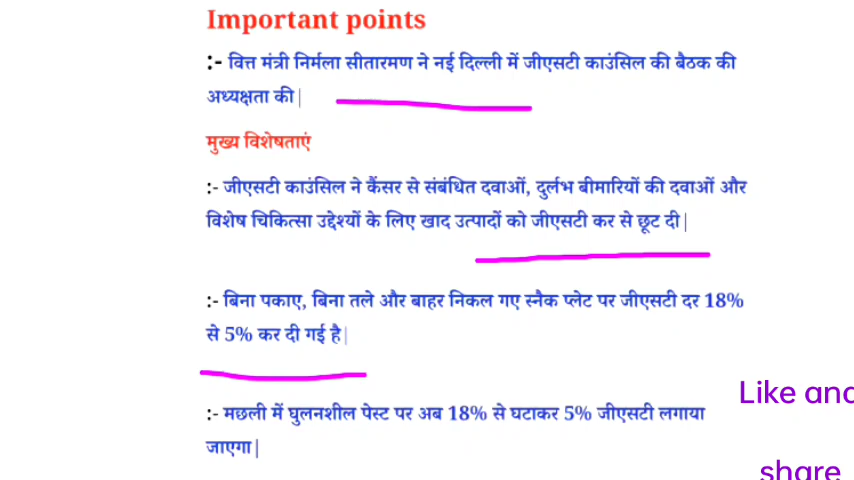 Important points
:- वित्त मंत्री निर्मला सीतारमण ने नई दिल्ली में जीएसटी काउंसिल की बैठक की
अध्यक्षता की|
मुख्य विशेषताएं
:- जीएसटी काउंसिल ने कैंसर से संबंधित दवाओं, दुर्लभ बीमारियों की दवाओं और
विशेष चिकित्सा उद्देश्यों के लिए खाद उत्पादों को जीएसटी कर से छूट दी|
:- बिना पकाए, बिना तले और बाहर निकल गए स्नैक प्लेट पर जीएसटी दर 18%
से 5% कर दी गई है|
:- मछली में घुलनशील पेस्ट पर अब 18% से घटाकर 5% जीएसटी लगाया
जाएगा|
Like and
share